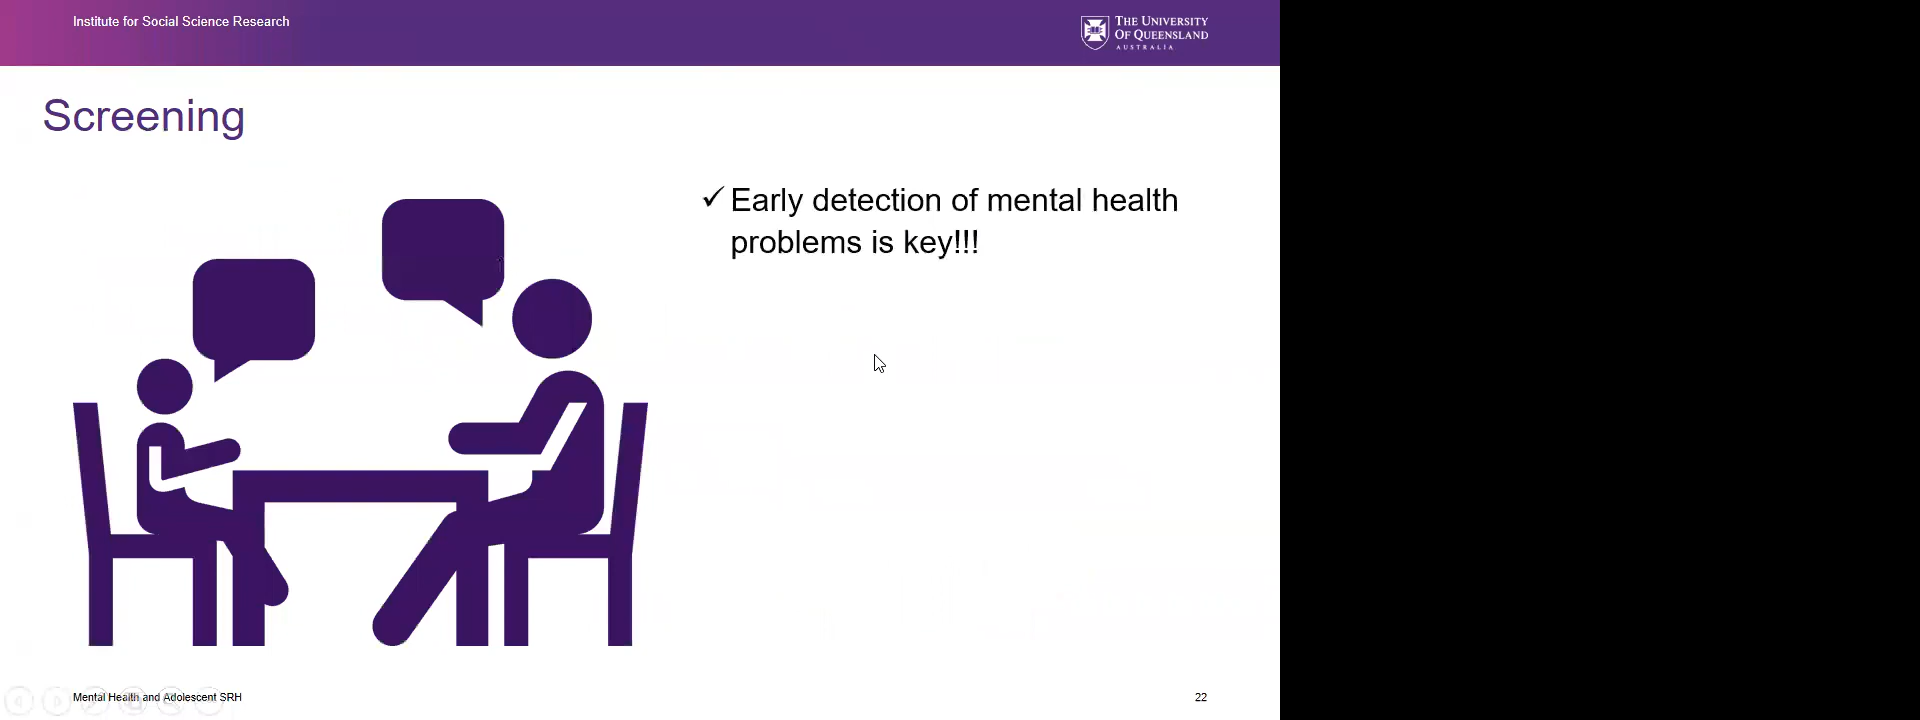 Institute for Social Science Research
THE UNIVERSITY
OF QUEENSLAND
AUSTRALIA
Screening
✓ Early detection of mental health
problems is key!!!
Mental Health and Adolescent SRH
22